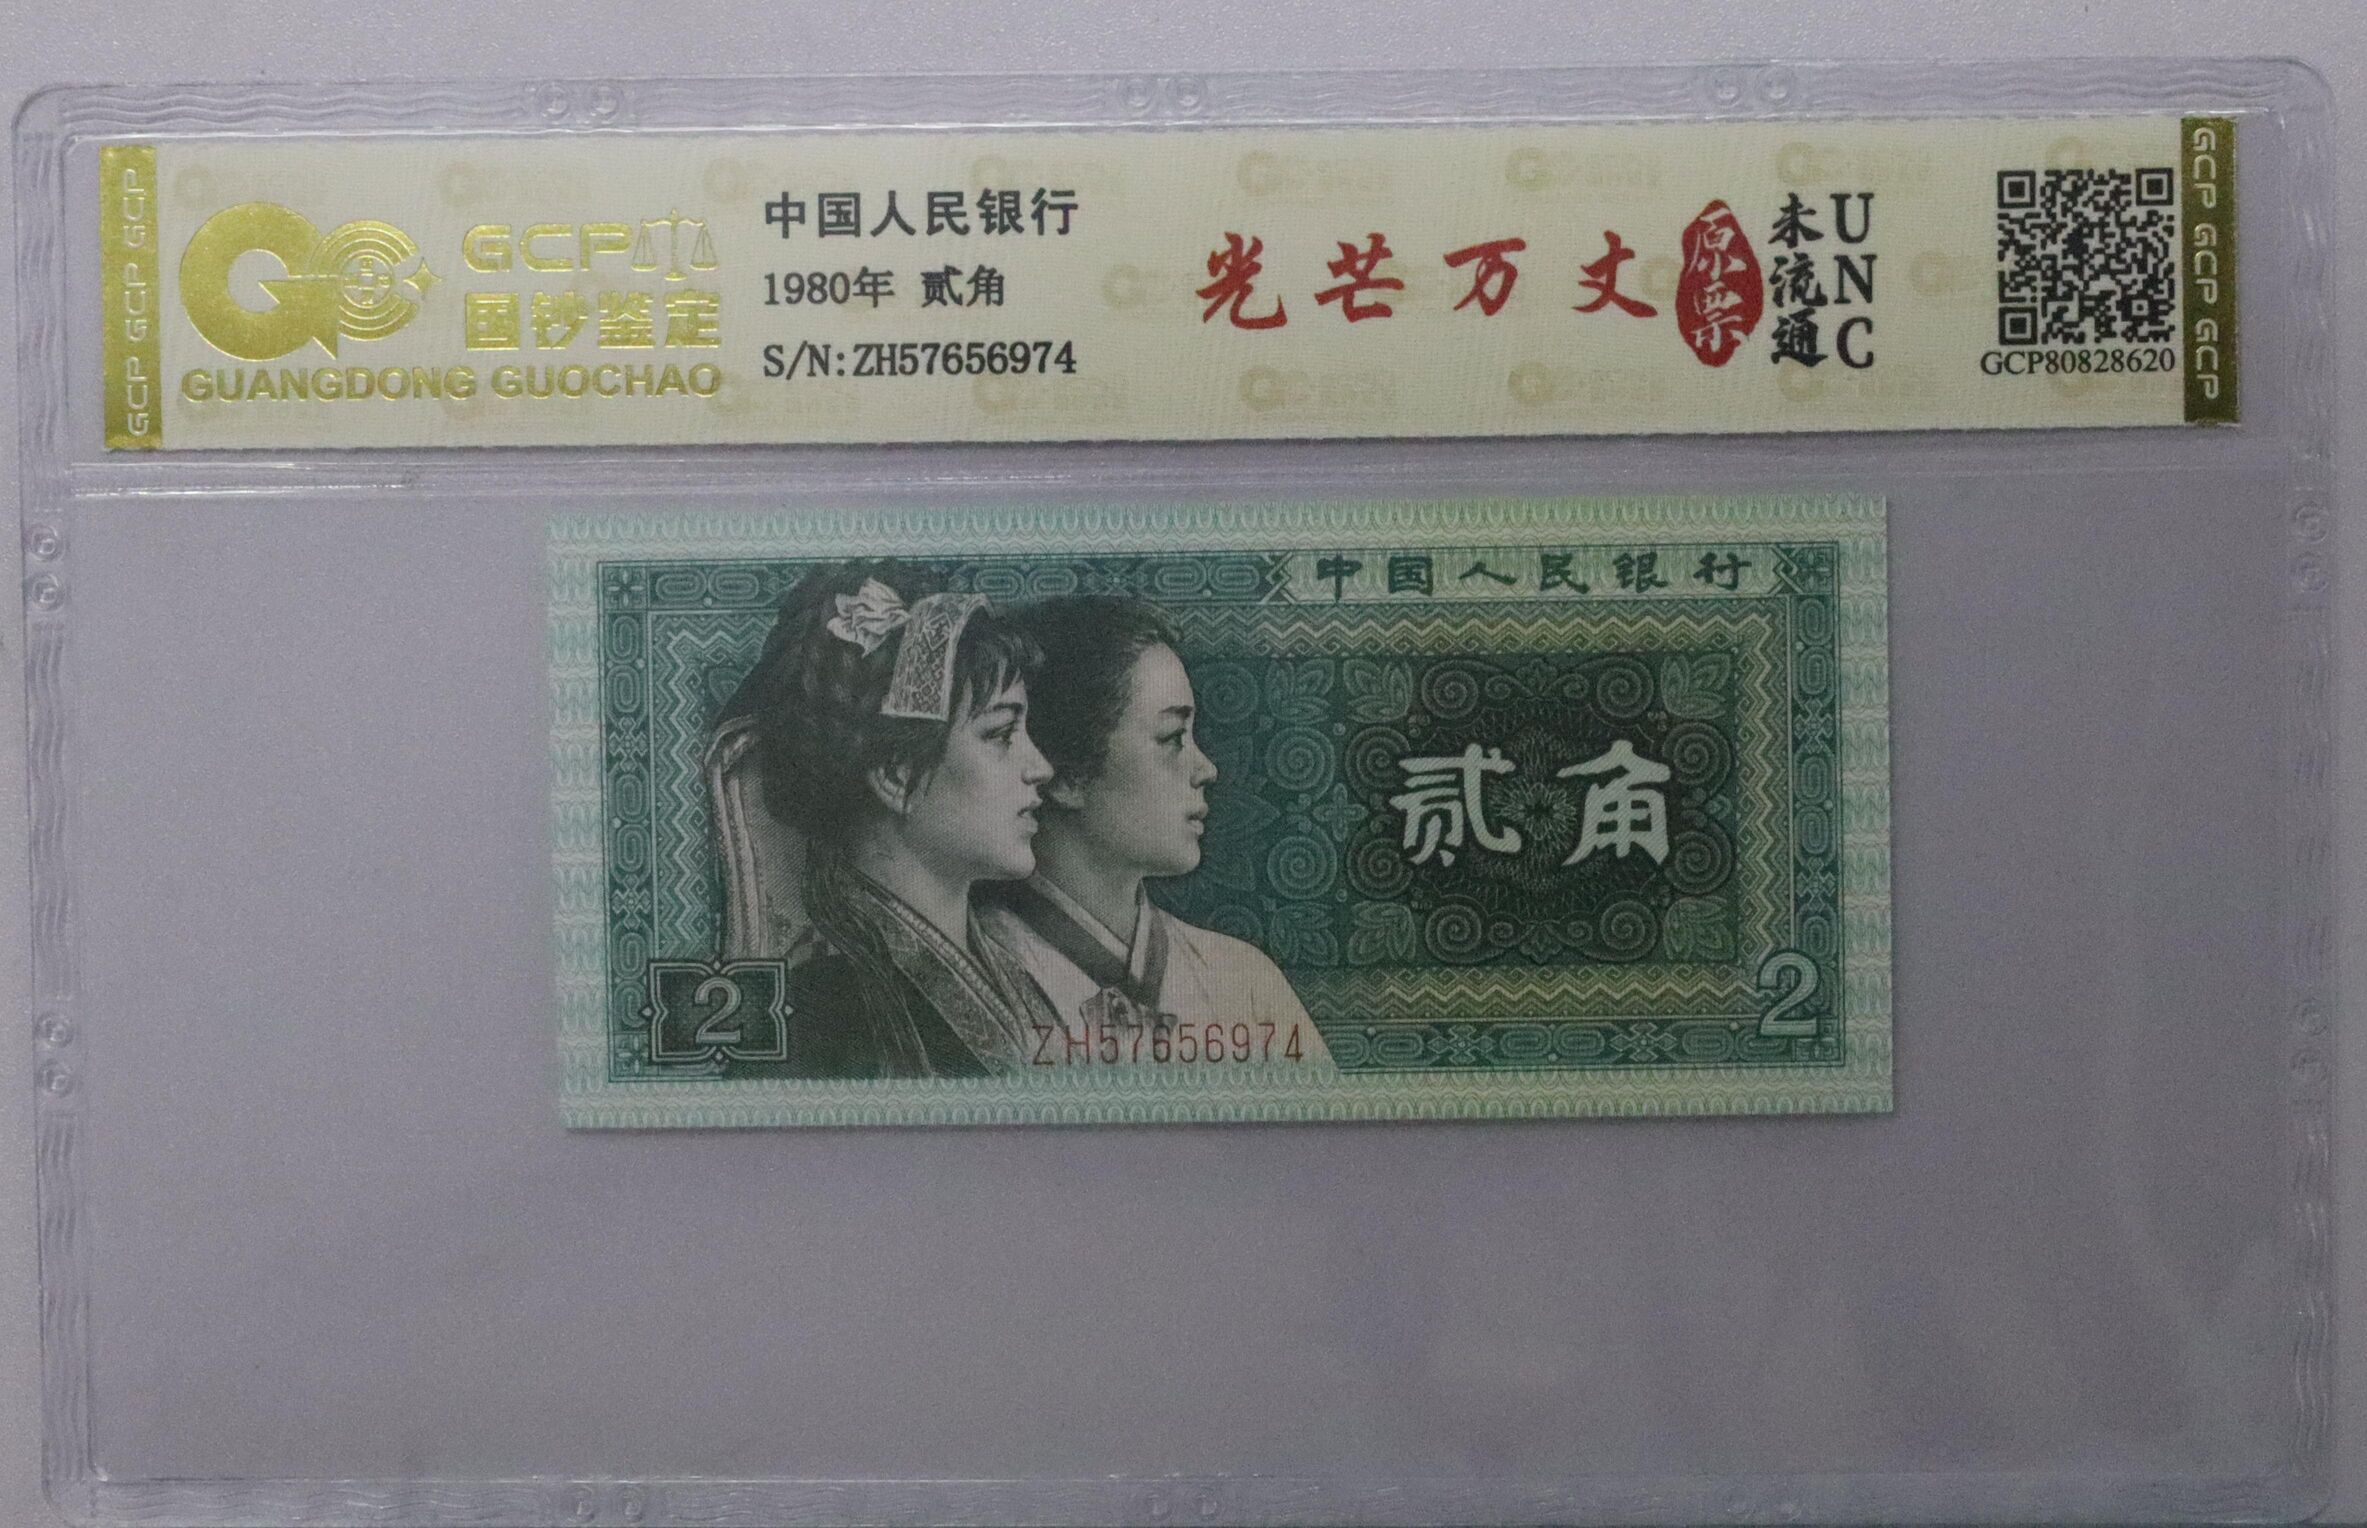 GCP GCP GCP
GCP
国钞鉴定
GUANGDONG GUOCHAO
中国人民银行
1980年 贰角
S/N:ZH57656974
光芒万丈
原票
未流通
UNC
GCP80828620
GCP GCP GCP
中国人民银行
贰角
2
2
ZH57656974